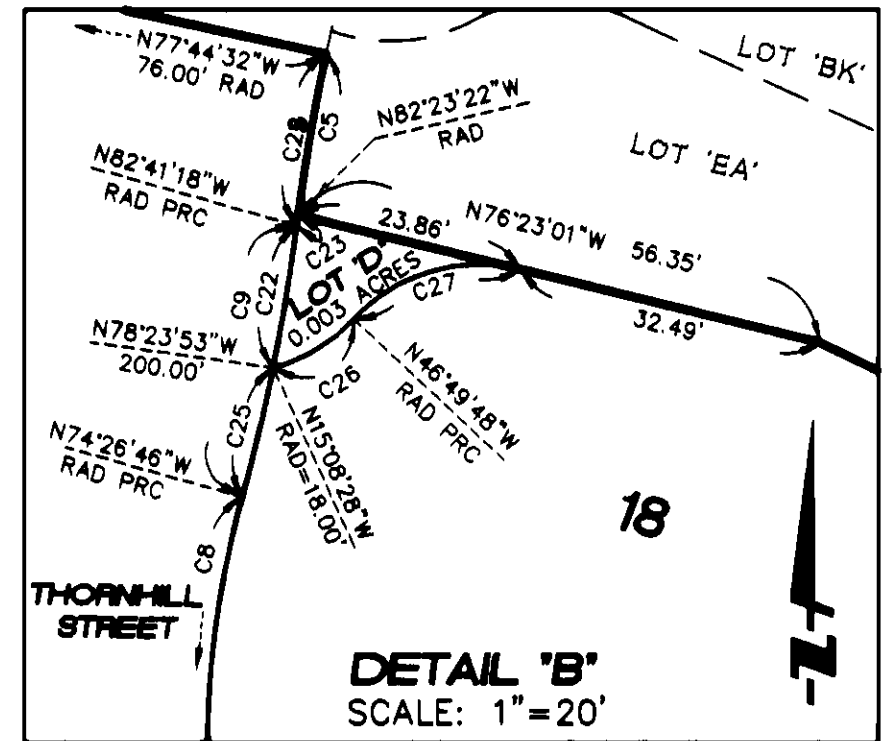 N77°44'32"W
76.00' RAD
LOT 'BK'
C28
C5
N82°23'22"W
RAD
LOT 'EA'
N82°41'18"W
RAD PRC
23.86'
N76°23'01"W
56.35'
C23
LOT 'D'
0.003 ACRES
C9
C22
C27
32.49'
N78°23'53"W
200.00'
C26
N46°49'48"W
RAD PRC
C25
N15°08'28"W
RAD=18.00'
N74°26'46"W
RAD PRC
18
C8
THORNHILL
STREET
DETAIL "B"
SCALE: 1"=20'